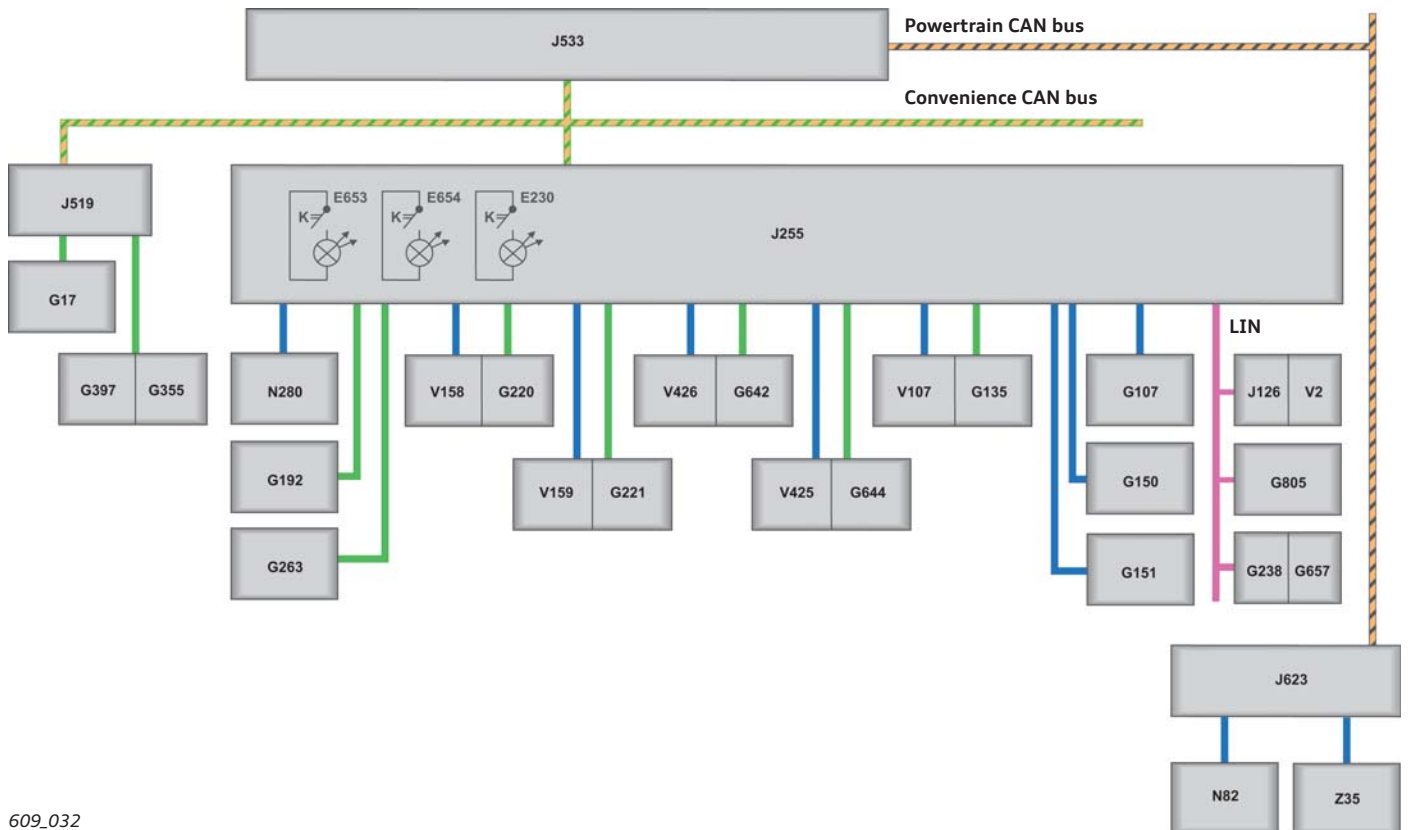 J533
Powertrain CAN bus
Convenience CAN bus
J519
E653
E654
E230
K
K
K
J255
G17
LIN
G397 G355
N280
V158 G220
V426 G642
V107 G135
G107
J126 V2
G192
V159 G221
V425 G644
G150
G805
G263
G151
G238 G657
J623
N82
Z35
609_032